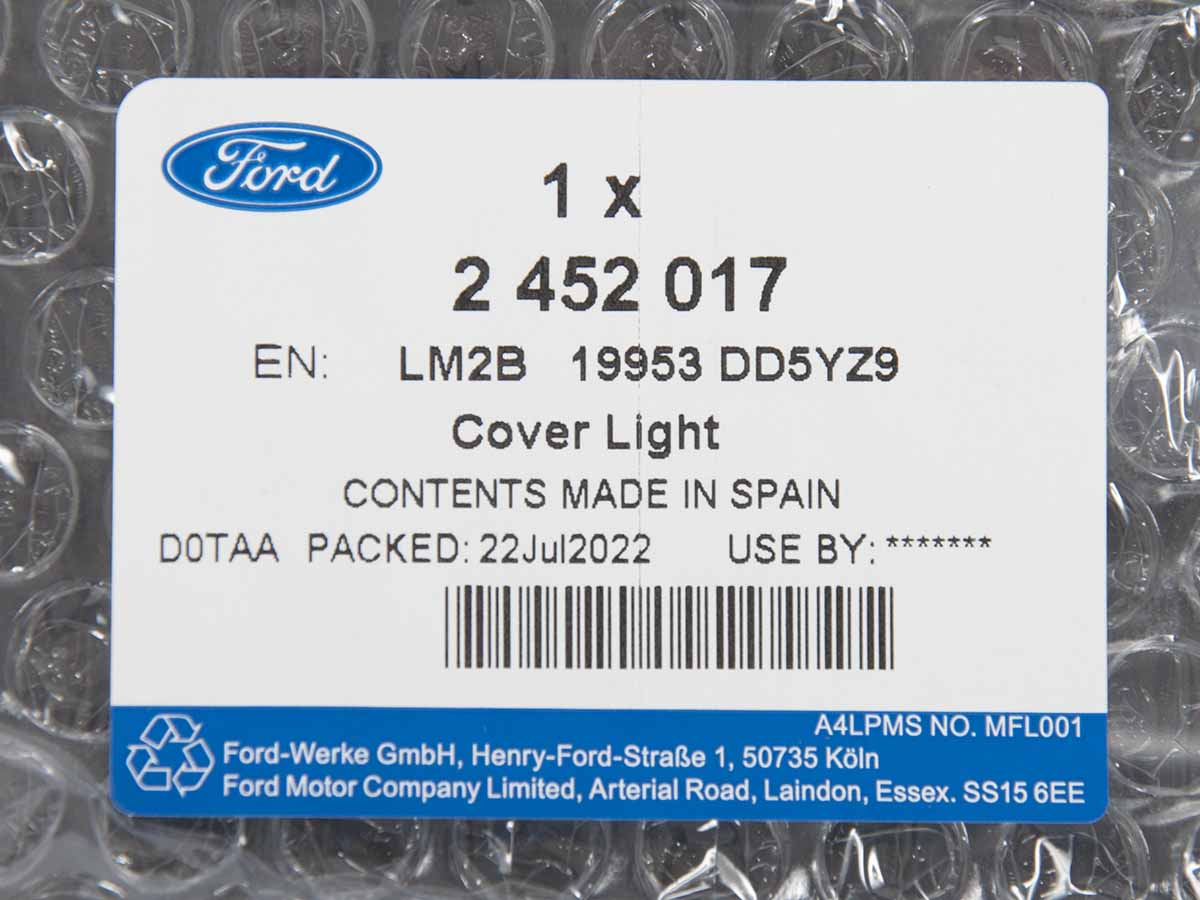 Ford
1 x
2 452 017
EN: LM2B 19953 DD5YZ9
Cover Light
CONTENTS MADE IN SPAIN
D0TAA PACKED: 22Jul2022 USE BY: *******
A4LPMS NO. MFL001
Ford-Werke GmbH, Henry-Ford-Straße 1, 50735 Köln
Ford Motor Company Limited, Arterial Road, Laindon, Essex. SS15 6EE